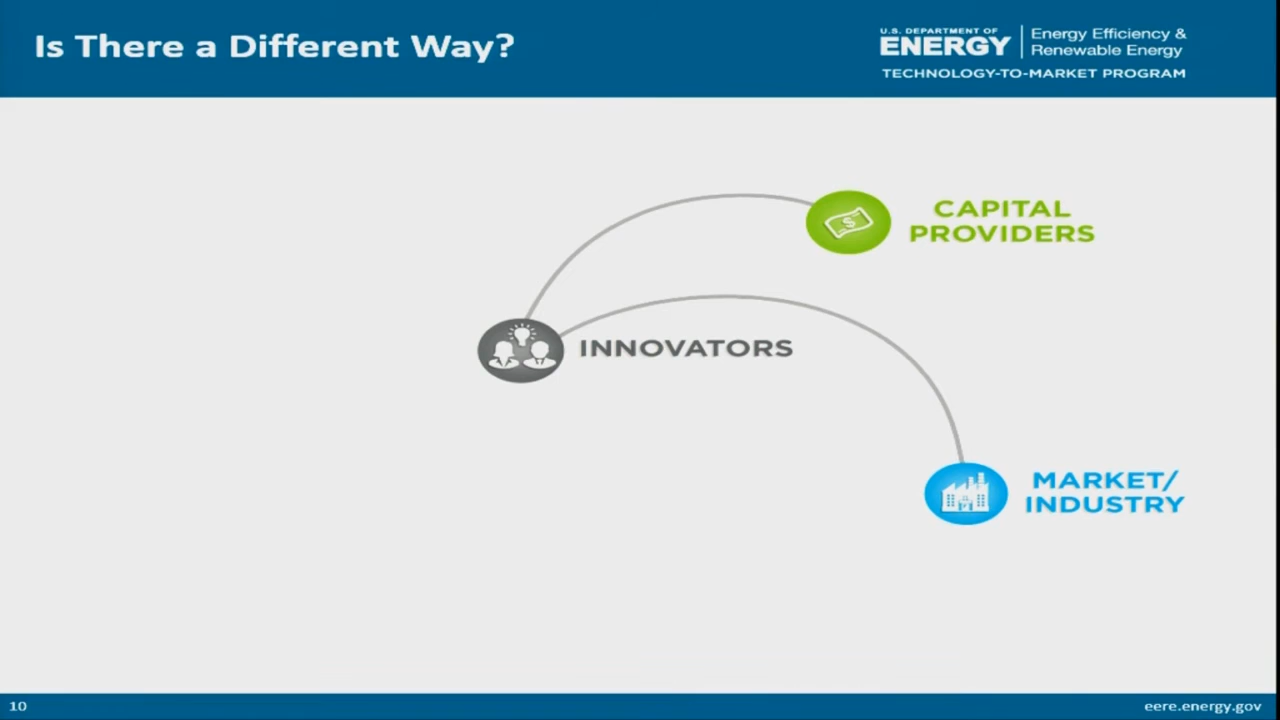 Is There a Different Way?
U.S. DEPARTMENT OF
ENERGY
Energy Efficiency &
Renewable Energy
TECHNOLOGY-TO-MARKET PROGRAM
$
CAPITAL
PROVIDERS
INNOVATORS
MARKET/
INDUSTRY
10
eere.energy.gov